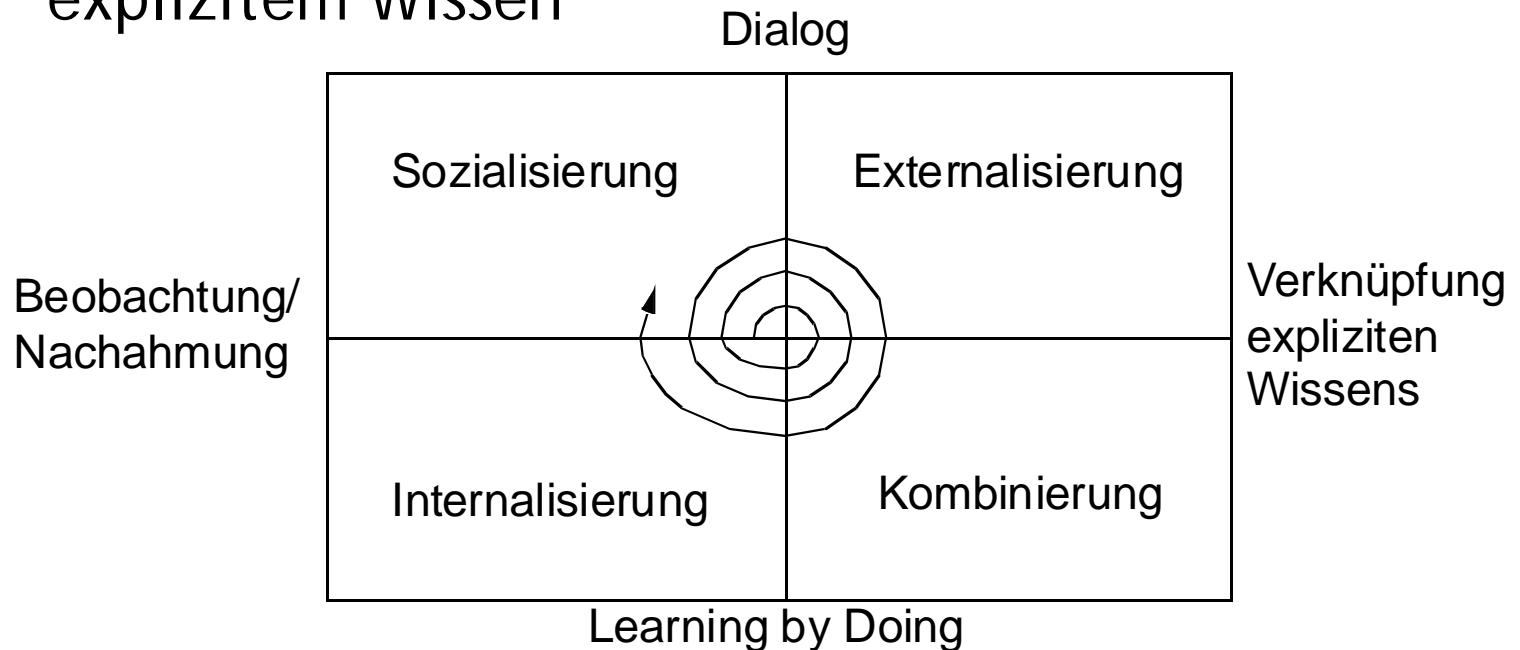 explizitem Wissen
Dialog
Sozialisierung
Externalisierung
Beobachtung/
Nachahmung
Verknüpfung
expliziten
Wissens
Internalisierung
Kombinierung
Learning by Doing